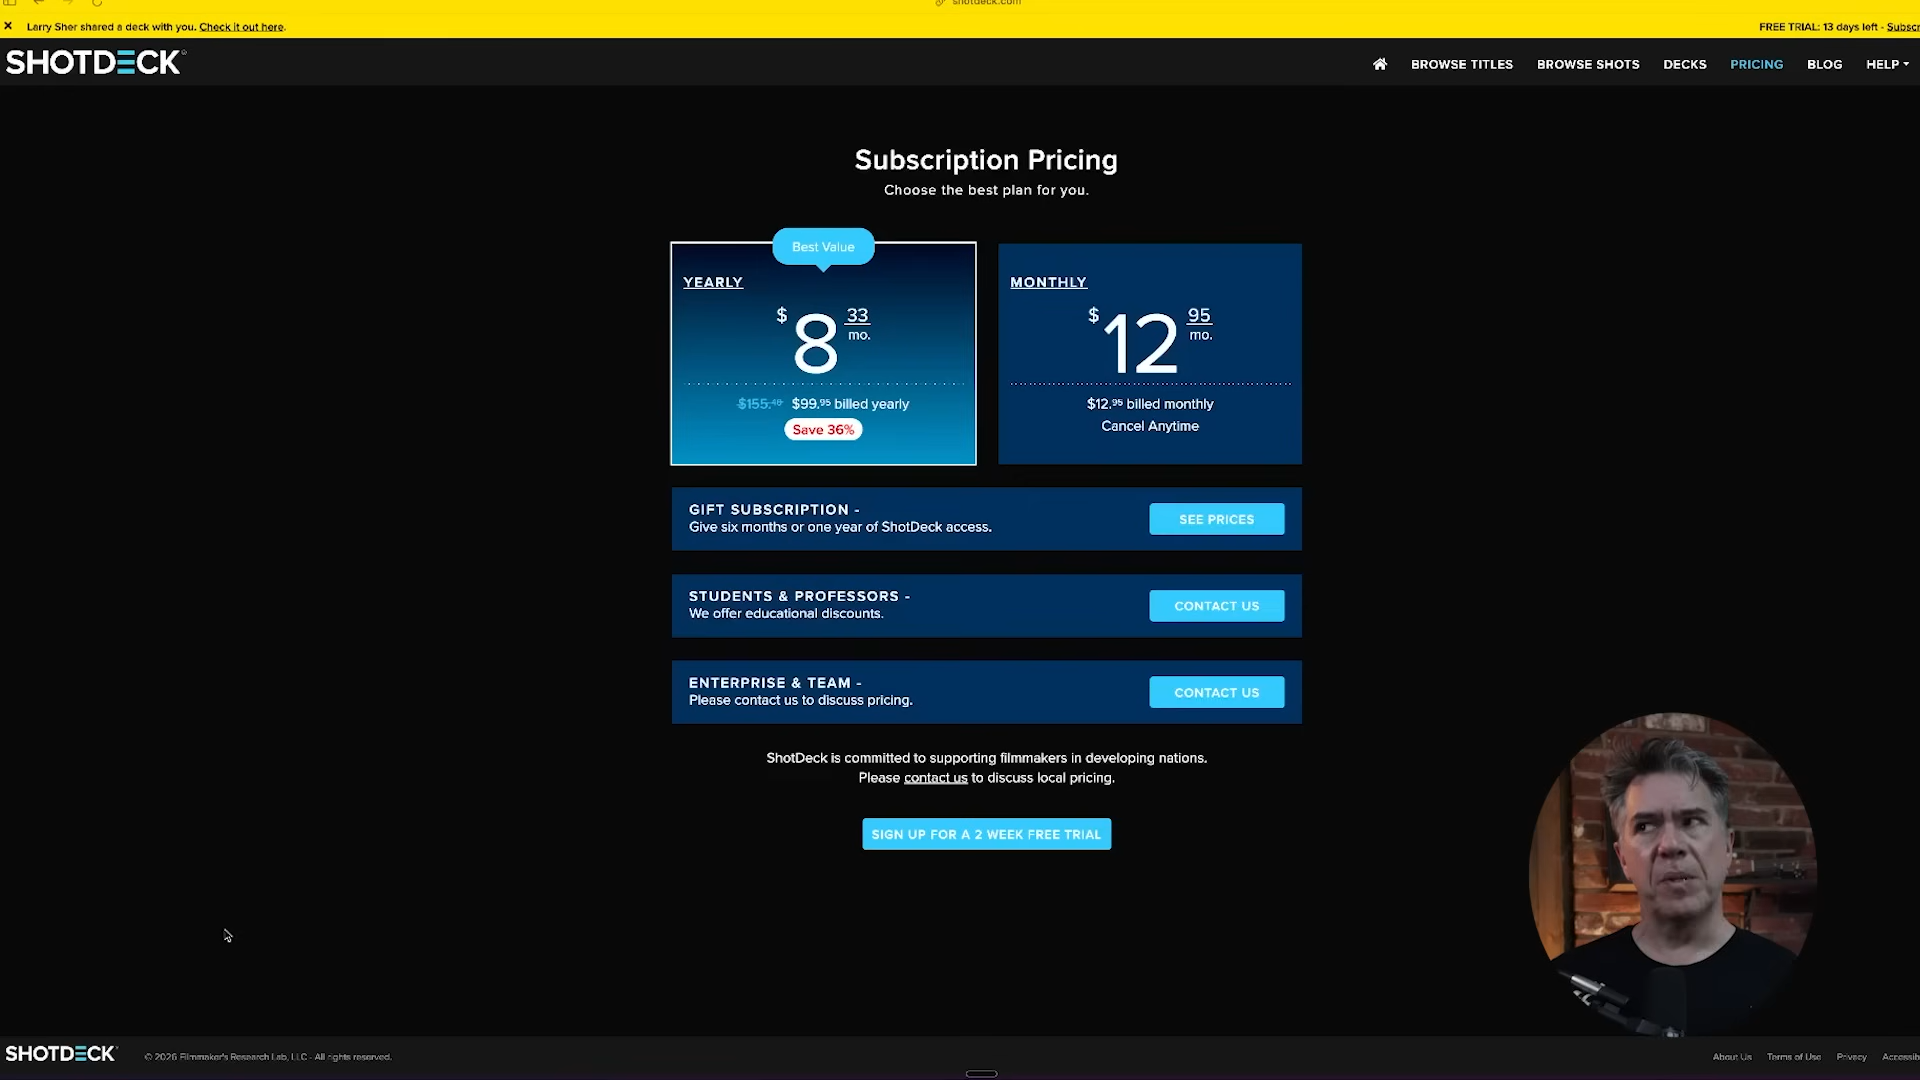 shotdeck.com
Larry Sher shared a deck with you. Check it out here.
FREE TRIAL: 13 days left -
SHOTDECK
BROWSE TITLES
BROWSE SHOTS
DECKS
PRICING
BLOG
HELP
Subscription Pricing
Choose the best plan for you.
Best Value
YEARLY
$8 33 mo.
$155.48 $99.95 billed yearly
Save 36%
MONTHLY
$12 95 mo.
$12.95 billed monthly
Cancel Anytime
GIFT SUBSCRIPTION -
Give six months or one year of ShotDeck access.
SEE PRICES
STUDENTS & PROFESSORS -
We offer educational discounts.
CONTACT US
ENTERPRISE & TEAM -
Please contact us to discuss pricing.
CONTACT US
ShotDeck is committed to supporting filmmakers in developing nations.
Please contact us to discuss local pricing.
SIGN UP FOR A 2 WEEK FREE TRIAL
SHOTDECK
© 2026 Filmmaker's Research Lab, LLC - All rights reserved.
About Us
Terms of Use
Privacy